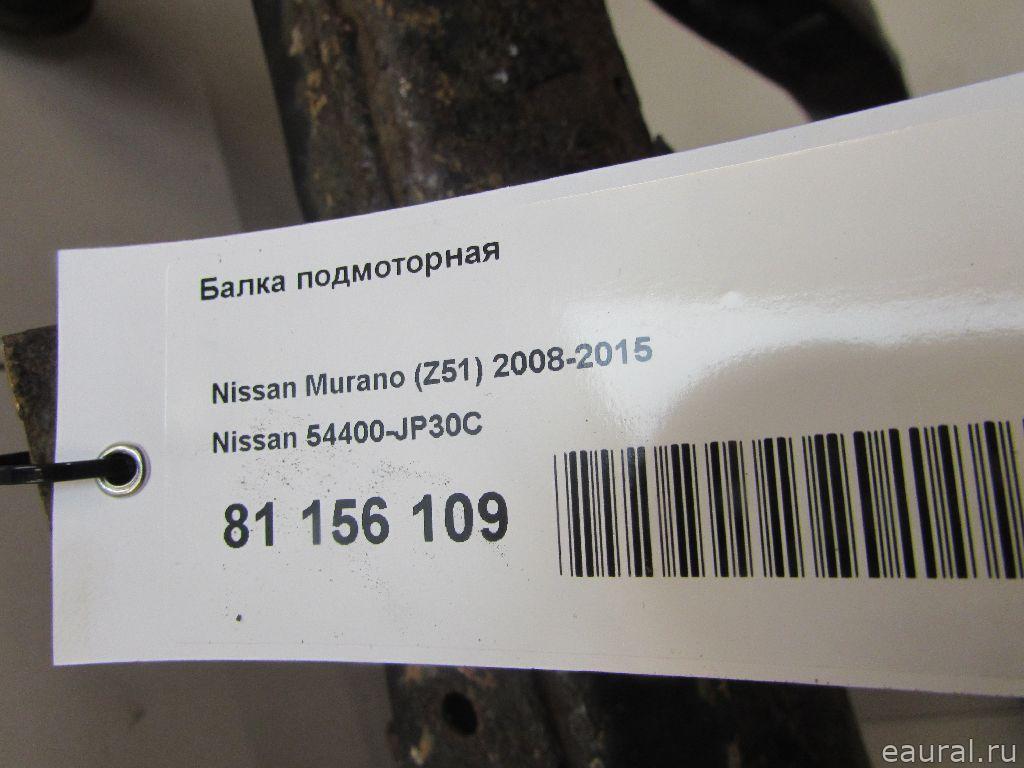 Балка подмоторная
Nissan Murano (Z51) 2008-2015
Nissan 54400-JP30C
81 156 109
eaural.ru